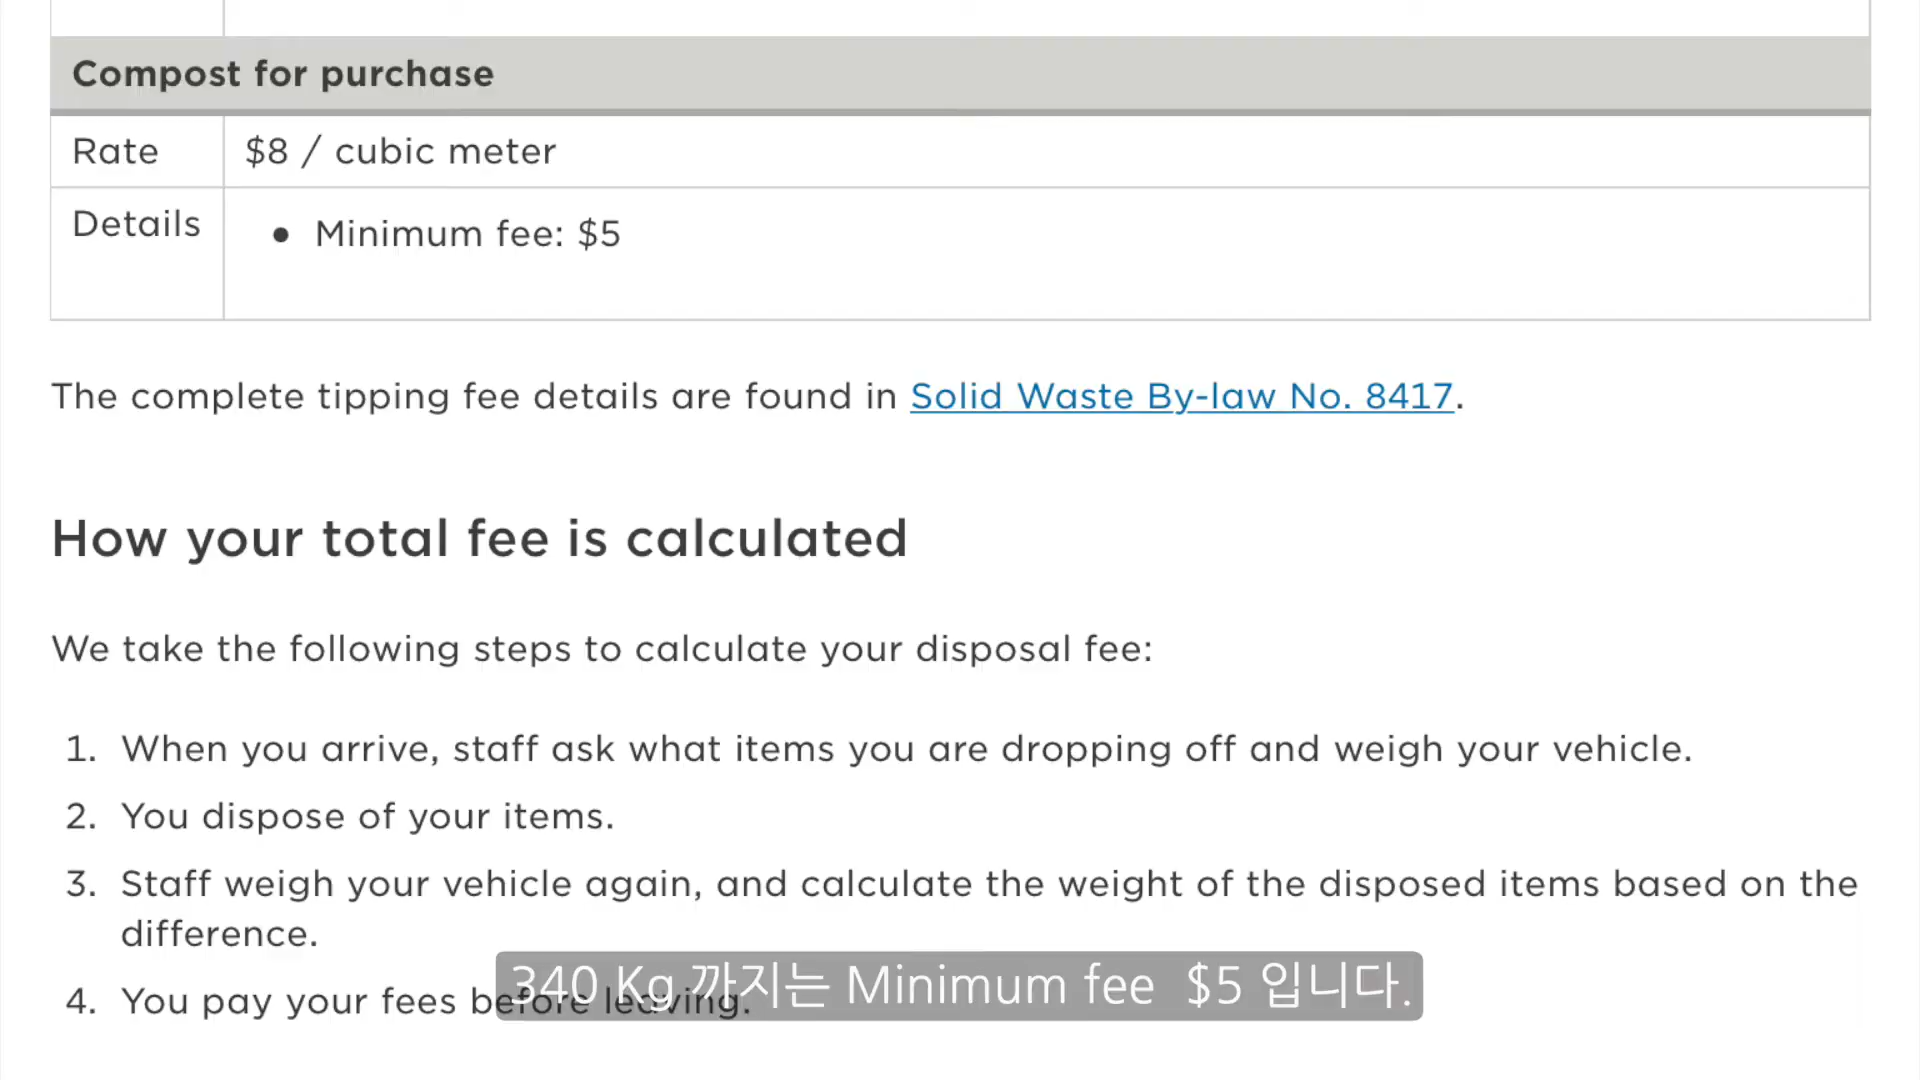 Compost for purchase
Rate $8 / cubic meter
Details • Minimum fee: $5
The complete tipping fee details are found in Solid Waste By-law No. 8417.
How your total fee is calculated
We take the following steps to calculate your disposal fee:
1. When you arrive, staff ask what items you are dropping off and weigh your vehicle.
2. You dispose of your items.
3. Staff weigh your vehicle again, and calculate the weight of the disposed items based on the
difference.
4. You pay your fees before leaving.
340 Kg 까지는 Minimum fee $5 입니다.